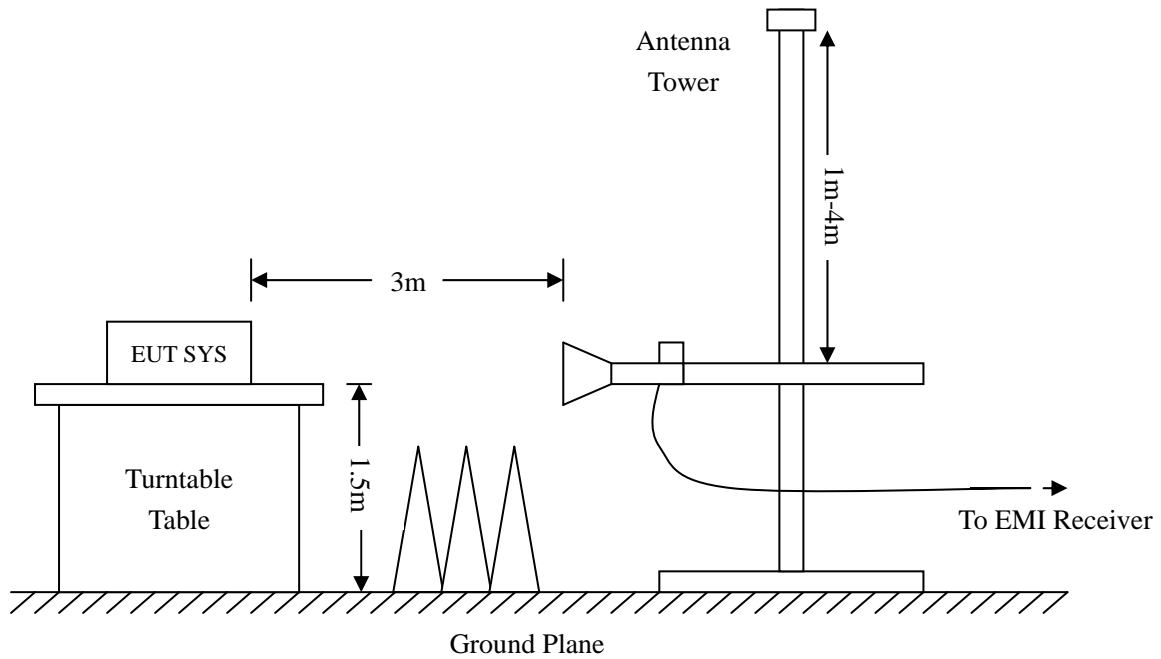 Antenna
Tower
1m-4m
3m
EUT SYS
1.5m
Turntable
Table
To EMI Receiver
Ground Plane